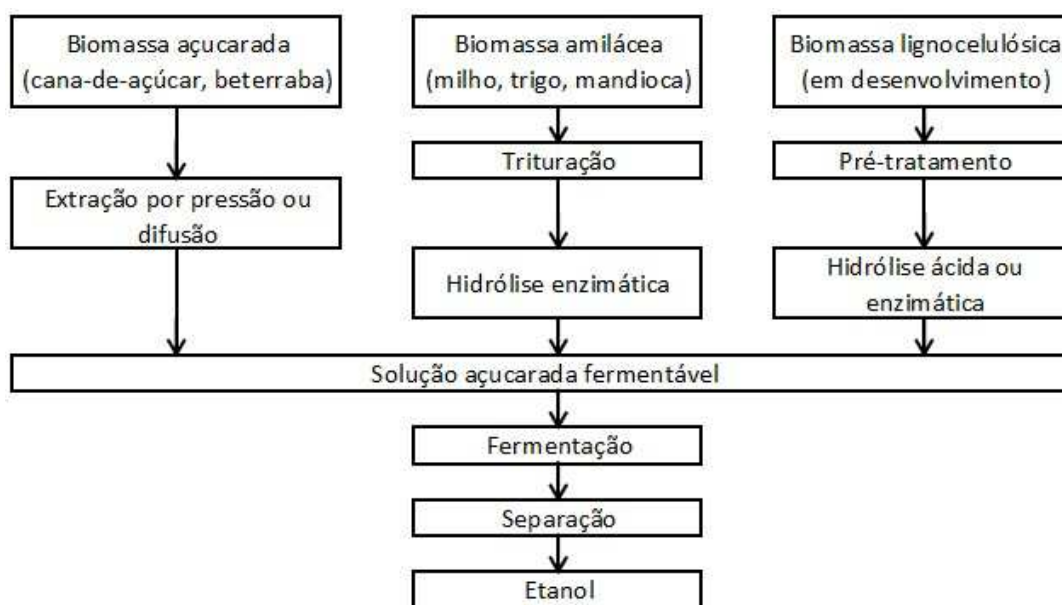 Biomassa açucarada
(cana-de-açúcar, beterraba)
Biomassa amilácea
(milho, trigo, mandioca)
Biomassa lignocelulósica
(em desenvolvimento)
Trituração
Pré-tratamento
Extração por pressão ou
difusão
Hidrólise enzimática
Hidrólise ácida ou
enzimática
Solução açucarada fermentável
Fermentação
Separação
Etanol